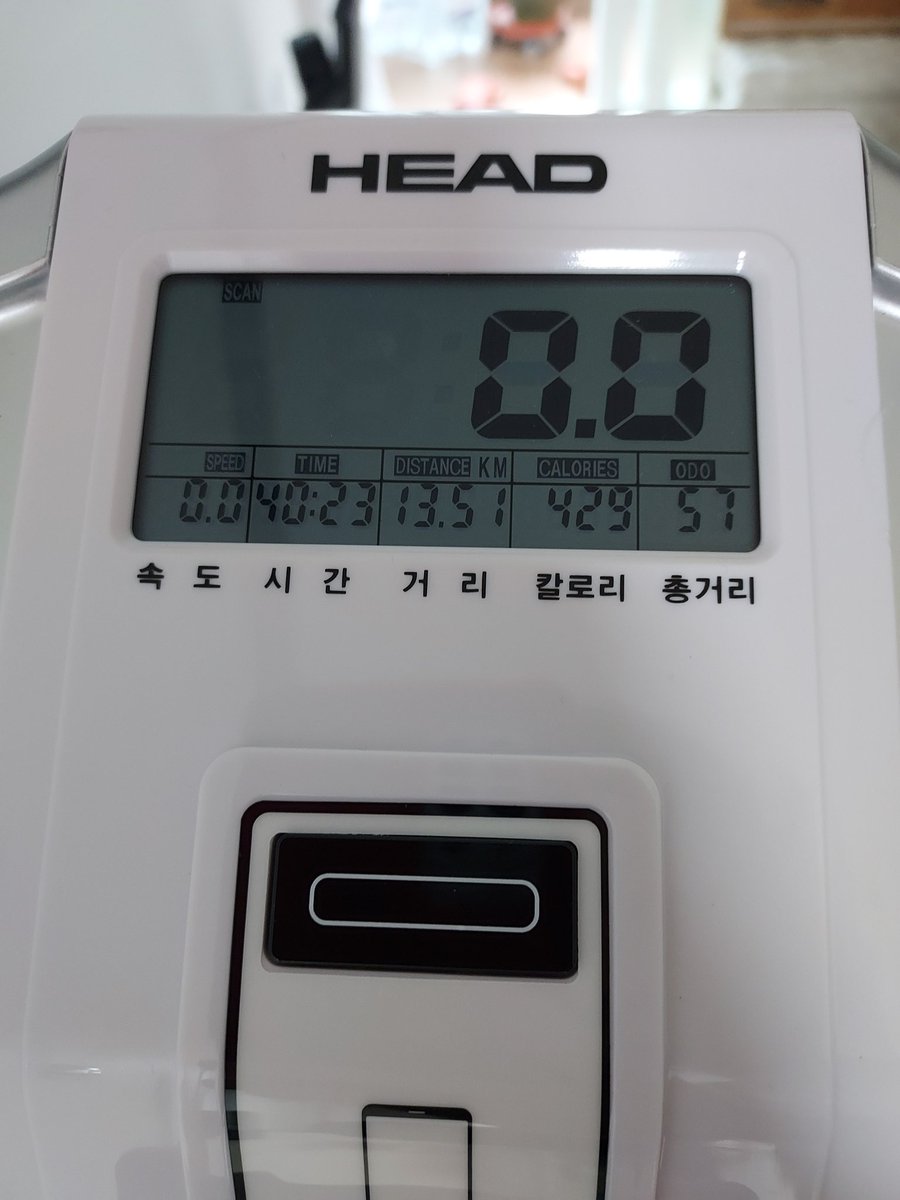 HEAD
SCAN
0.0
SPEED TIME DISTANCE KM CALORIES ODO
0.0 40:23 13.51 429 57
속 도 시 간 거 리 칼로리 총거리